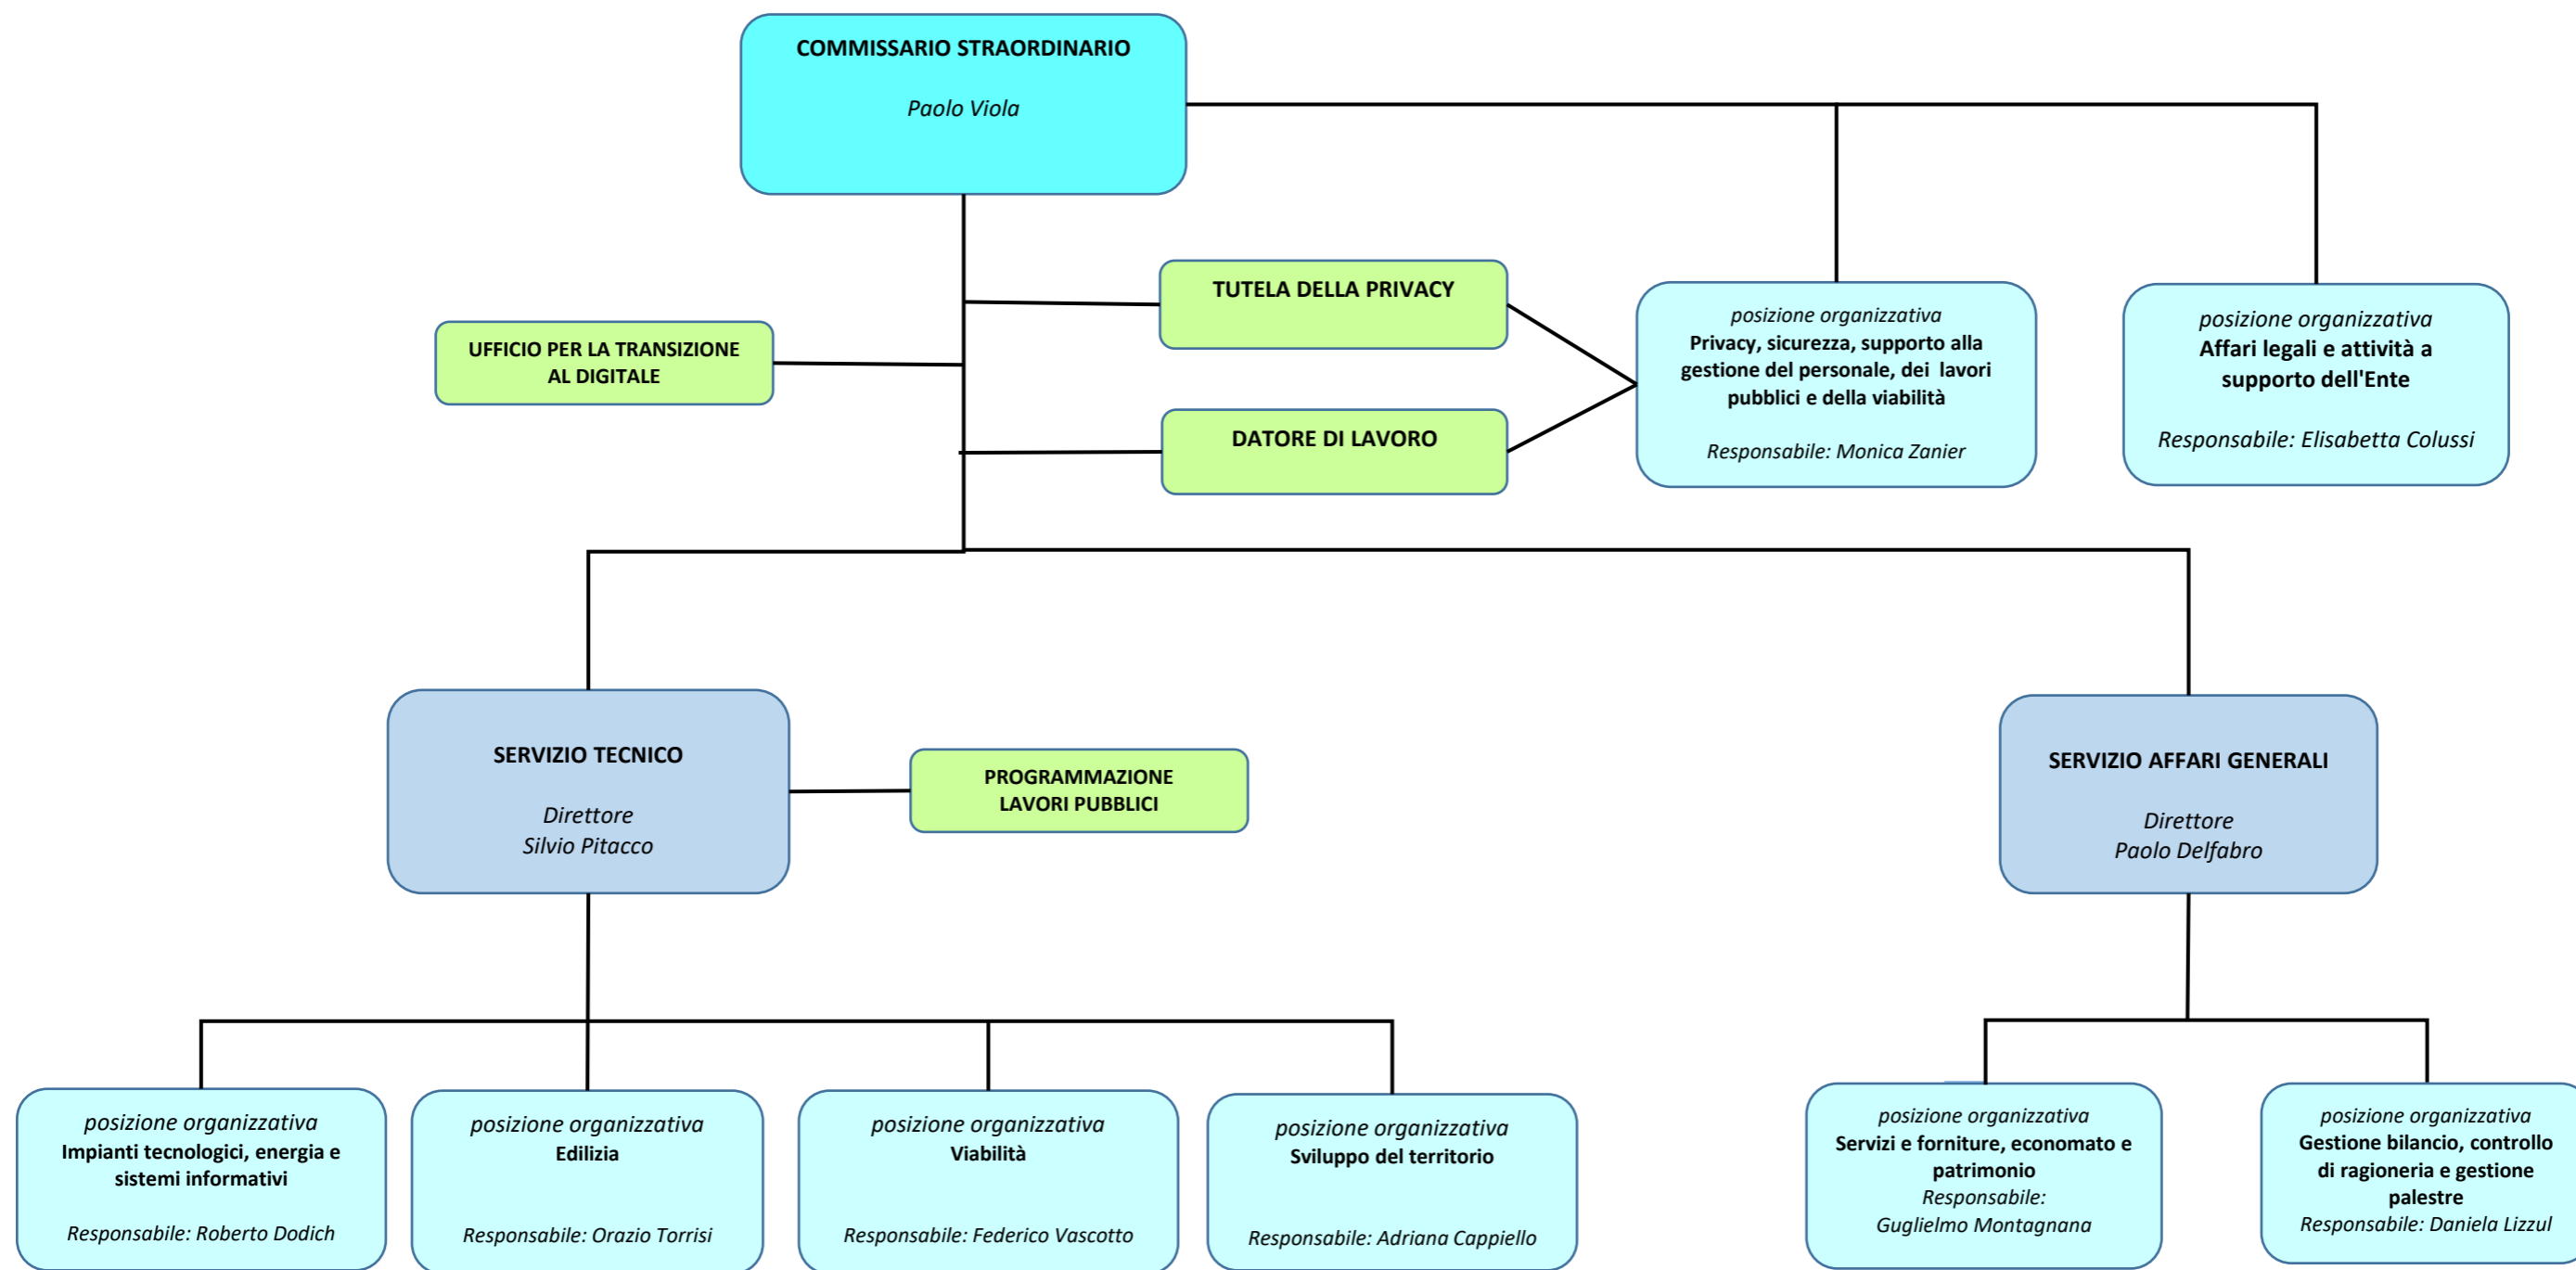 COMMISSARIO STRAORDINARIO
Paolo Viola
TUTELA DELLA PRIVACY
UFFICIO PER LA TRANSIZIONE
AL DIGITALE
DATORE DI LAVORO
posizione organizzativa
Privacy, sicurezza, supporto alla
gestione del personale, dei lavori
pubblici e della viabilità
Responsabile: Monica Zanier
posizione organizzativa
Affari legali e attività a
supporto dell'Ente
Responsabile: Elisabetta Colussi
SERVIZIO TECNICO
Direttore
Silvio Pitacco
PROGRAMMAZIONE
LAVORI PUBBLICI
SERVIZIO AFFARI GENERALI
Direttore
Paolo Delfabro
posizione organizzativa
Impianti tecnologici, energia e
sistemi informativi
Responsabile: Roberto Dodich
posizione organizzativa
Edilizia
Responsabile: Orazio Torrisi
posizione organizzativa
Viabilità
Responsabile: Federico Vascotto
posizione organizzativa
Sviluppo del territorio
Responsabile: Adriana Cappiello
posizione organizzativa
Servizi e forniture, economato e
patrimonio
Responsabile:
Guglielmo Montagnana
posizione organizzativa
Gestione bilancio, controllo
di ragioneria e gestione
palestre
Responsabile: Daniela Lizzul